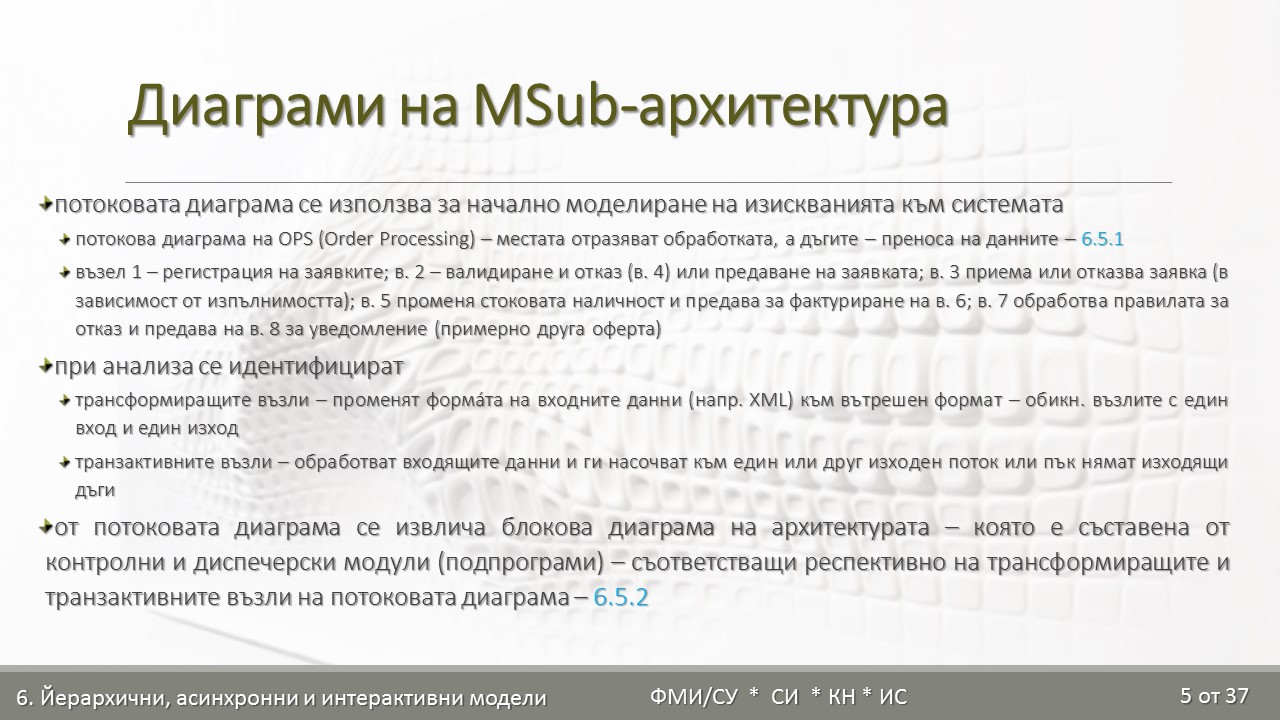 Диаграми на MSub-архитектура
потоковата диаграма се използва за начално моделиране на изискванията към системата
потокова диаграма на OPS (Order Processing) – местата отразяват обработката, а дъгите – преноса на данните – 6.5.1
възел 1 – регистрация на заявките; в. 2 – валидиране и отказ (в. 4) или предаване на заявката; в. 3 приема или отказва заявка (в
зависимост от изпълнимостта); в. 5 променя стоковата наличност и предава за фактуриране на в. 6; в. 7 обработва правилата за
отказ и предава на в. 8 за уведомление (примерно друга оферта)
при анализа се идентифицират
трансформиращите възли – променят форма́та на входните данни (напр. XML) към вътрешен формат – обикн. възлите с един
вход и един изход
транзактивните възли – обработват входящите данни и ги насочват към един или друг изходен поток или пък нямат изходящи
дъги
от потоковата диаграма се извлича блокова диаграма на архитектурата – която е съставена от
контролни и диспечерски модули (подпрограми) – съответстващи респективно на трансформиращите и
транзактивните възли на потоковата диаграма – 6.5.2
6. Йерархични, асинхронни и интерактивни модели
ФМИ/СУ * СИ * КН * ИС
5 от 37